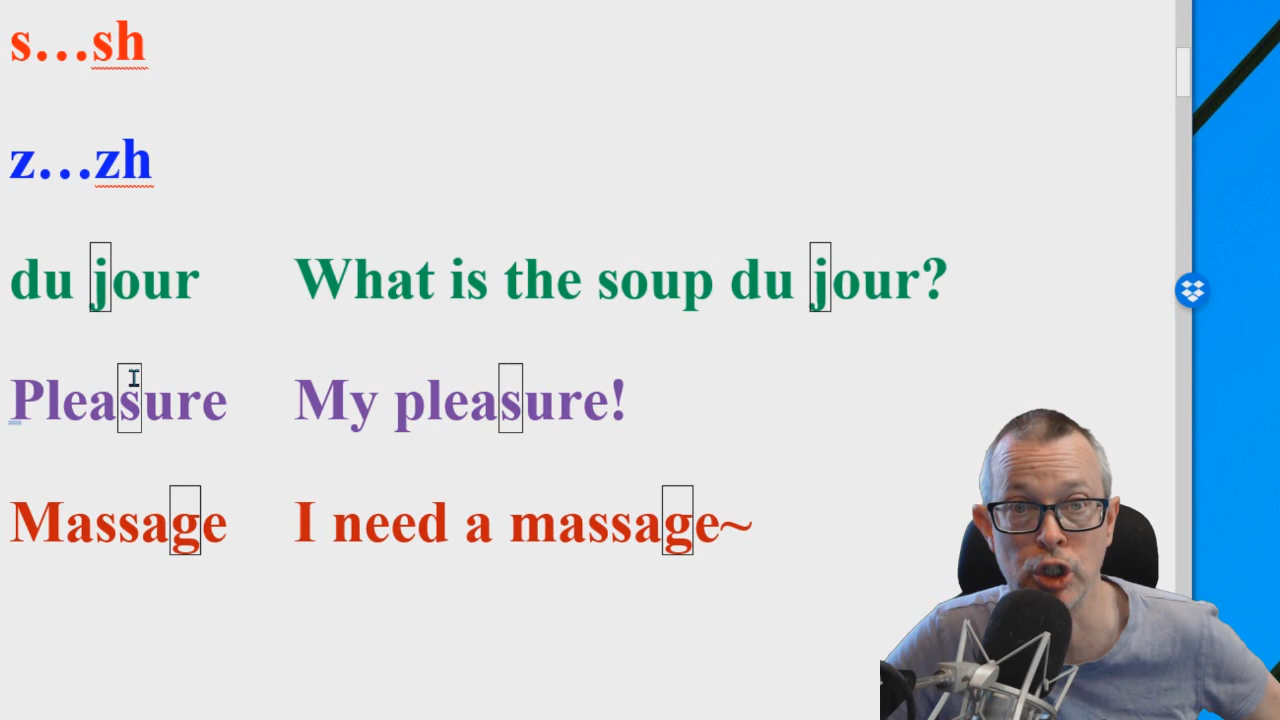 s…sh
z…zh
du jour What is the soup du jour?
Pleasure My pleasure!
Massage I need a massage~